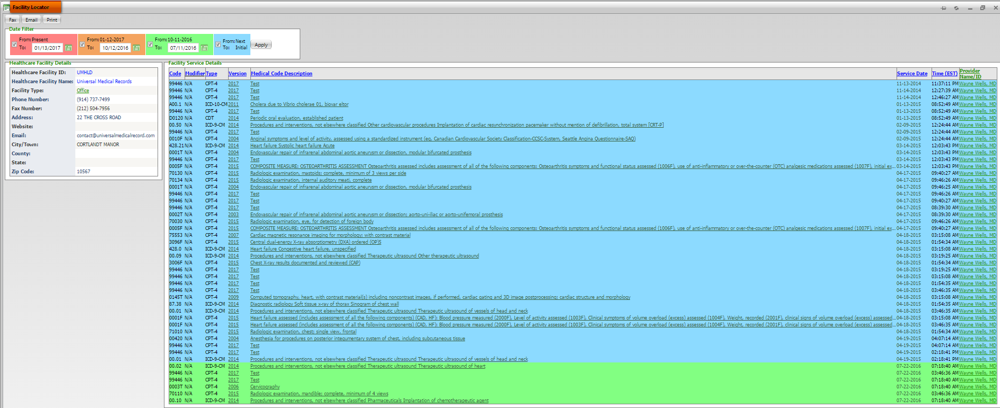 Facility Locator
Fax Email Print
Date Filter
From: Present From: 01-12-2017 From: 10-11-2016 From: Next
To: 01/13/2017 To: 10/12/2016 To: 07/11/2016 To: Initial Apply
Healthcare Facility Details
Healthcare Facility ID: UMHLD
Healthcare Facility Name: Universal Medical Records
Facility Type: Office
Phone Number: (914) 737-7499
Fax Number: (212) 504-7956
Address: 22 THE CROSS ROAD
Website:
Email: contact@universalmedicalrecord.com
City/Town: CORTLANDT MANOR
County:
State:
Zip Code: 10567
Facility Service Details
Code Modifier Type Version Medical Code Description Service Date Time (EST) Provider Name/ID
99446 N/A CPT-4 2017 Test 11-13-2014 11:37:11 PM Wayne Wells, MD
99446 N/A CPT-4 2017 Test 11-14-2014 12:27:39 AM Wayne Wells, MD
99446 N/A CPT-4 2017 Test 11-14-2014 12:46:27 AM Wayne Wells, MD
A00.1 N/A ICD-10-CM 2011 Cholera due to Vibrio cholerae 01, biovar eltor 01-13-2015 08:52:49 AM Wayne Wells, MD
99446 N/A CPT-4 2017 Test 01-13-2015 08:52:49 AM Wayne Wells, MD
D0120 N/A CDT 2014 Periodic oral evaluation, established patient 01-13-2015 08:52:49 AM Wayne Wells, MD
00.50 N/A ICD-9-CM 2014 Procedures and interventions, not elsewhere classified Other cardiovascular procedures Implantation of cardiac resynchronization pacemaker without mention of defibrillation, total system [CRT-P] 02-09-2015 12:24:44 AM Wayne Wells, MD
99446 N/A CPT-4 2017 Test 02-09-2015 12:24:44 AM Wayne Wells, MD
0010F N/A CPT-4 2004 Anginal symptoms and level of activity, assessed using a standardized instrument (eg, Canadian Cardiovascular Society Classification-CCSC-System, Seattle Angina Questionnaire-SAQ) 02-09-2015 12:24:44 AM Wayne Wells, MD
428.21 N/A ICD-9-CM 2014 Heart failure Systolic heart failure Acute 03-14-2015 12:03:43 PM Wayne Wells, MD
0001T N/A CPT-4 2004 Endovascular repair of infrarenal abdominal aortic aneurysm or dissection, modular bifurcated prosthesis 03-14-2015 12:03:43 PM Wayne Wells, MD
99446 N/A CPT-4 2017 Test 03-14-2015 12:03:43 PM Wayne Wells, MD
0005F N/A CPT-4 2015 COMPOSITE MEASURE: OSTEOARTHRITIS ASSESSMENT Osteoarthritis assessed includes assessment of all of the following components: Osteoarthritis symptoms and functional status assessed (1006F), use of anti-inflammatory or over-the-counter (OTC) analgesic medications assessed (1007F), initial ex... 03-14-2015 12:03:43 PM Wayne Wells, MD
70130 N/A CPT-4 2015 Radiologic examination, mastoids; complete, minimum of 3 views per side 04-17-2015 09:40:27 AM Wayne Wells, MD
70134 N/A CPT-4 2015 Radiologic examination, internal auditory meati, complete 04-17-2015 09:46:26 AM Wayne Wells, MD
0001T N/A CPT-4 2004 Endovascular repair of infrarenal abdominal aortic aneurysm or dissection, modular bifurcated prosthesis 04-17-2015 09:46:25 AM Wayne Wells, MD
99446 N/A CPT-4 2017 Test 04-17-2015 09:46:26 AM Wayne Wells, MD
99446 N/A CPT-4 2017 Test 04-17-2015 09:40:27 AM Wayne Wells, MD
99446 N/A CPT-4 2017 Test 04-17-2015 08:39:30 AM Wayne Wells, MD
0002T N/A CPT-4 2003 Endovascular repair of infrarenal abdominal aortic aneurysm or dissection; aorto-uni-iliac or aorto-unifemoral prosthesis 04-17-2015 08:39:30 AM Wayne Wells, MD
70030 N/A CPT-4 2015 Radiologic examination, eye, for detection of foreign body 04-17-2015 09:46:26 AM Wayne Wells, MD
0005F N/A CPT-4 2015 COMPOSITE MEASURE: OSTEOARTHRITIS ASSESSMENT Osteoarthritis assessed includes assessment of all of the following components: Osteoarthritis symptoms and functional status assessed (1006F), use of anti-inflammatory or over-the-counter (OTC) analgesic medications assessed (1007F), initial ex... 04-17-2015 09:40:27 AM Wayne Wells, MD
75553 N/A CPT-4 2007 Cardiac magnetic resonance imaging for morphology; with contrast material 04-18-2015 03:15:08 AM Wayne Wells, MD
3096F N/A CPT-4 2015 Central dual-energy X-ray absorptiometry (DXA) ordered (OP)5 04-18-2015 01:54:34 AM Wayne Wells, MD
428.0 N/A ICD-9-CM 2014 Heart failure Congestive heart failure, unspecified 04-18-2015 03:15:08 AM Wayne Wells, MD
00.09 N/A ICD-9-CM 2014 Procedures and interventions, not elsewhere classified Therapeutic ultrasound Other therapeutic ultrasound 04-18-2015 03:19:25 AM Wayne Wells, MD
3006F N/A CPT-4 2015 Chest X-ray results documented and reviewed (CAP) 04-18-2015 01:54:34 AM Wayne Wells, MD
99446 N/A CPT-4 2017 Test 04-18-2015 03:19:25 AM Wayne Wells, MD
99446 N/A CPT-4 2017 Test 04-18-2015 03:15:08 AM Wayne Wells, MD
99446 N/A CPT-4 2017 Test 04-18-2015 01:54:35 AM Wayne Wells, MD
99446 N/A CPT-4 2017 Test 04-18-2015 03:46:35 AM Wayne Wells, MD
0145T N/A CPT-4 2009 Computed tomography, heart, with contrast material(s) including noncontrast images, if performed, cardiac gating and 3D image postprocessing; cardiac structure and morphology 04-18-2015 03:15:08 AM Wayne Wells, MD
87.38 N/A ICD-9-CM 2014 Diagnostic radiology Soft tissue x-ray of thorax Sinogram of chest wall 04-18-2015 01:54:35 AM Wayne Wells, MD
00.01 N/A ICD-9-CM 2014 Procedures and interventions, not elsewhere classified Therapeutic ultrasound Therapeutic ultrasound of vessels of head and neck 04-18-2015 03:46:35 AM Wayne Wells, MD
0001F N/A CPT-4 2015 Heart failure assessed (includes assessment of all the following components) (CAD, HF): Blood pressure measured (2000F), Level of activity assessed (1003F), Clinical symptoms of volume overload (excess) assessed (1004F), Weight, recorded (2001F), clinical signs of volume overload (excess) assessed... 04-18-2015 03:15:08 AM Wayne Wells, MD
0001F N/A CPT-4 2015 Heart failure assessed (includes assessment of all the following components) (CAD, HF): Blood pressure measured (2000F), Level of activity assessed (1003F), Clinical symptoms of volume overload (excess) assessed (1004F), Weight, recorded (2001F), clinical signs of volume overload (excess) assessed... 04-18-2015 03:46:35 AM Wayne Wells, MD
71010 N/A CPT-4 2015 Radiologic examination, chest; single view, frontal 04-18-2015 01:54:34 AM Wayne Wells, MD
00420 N/A CPT-4 2004 Anesthesia for procedures on posterior integumentary system of chest, including subcutaneous tissue 04-19-2015 04:07:14 AM Wayne Wells, MD
99446 N/A CPT-4 2017 Test 04-19-2015 04:07:14 AM Wayne Wells, MD
99446 N/A CPT-4 2017 Test 04-19-2015 02:18:41 PM Wayne Wells, MD
00.01 N/A ICD-9-CM 2014 Procedures and interventions, not elsewhere classified Therapeutic ultrasound Therapeutic ultrasound of vessels of head and neck 04-19-2015 02:18:41 PM Wayne Wells, MD
00.02 N/A ICD-9-CM 2014 Procedures and interventions, not elsewhere classified Therapeutic ultrasound Therapeutic ultrasound of heart 07-22-2016 07:18:40 AM Wayne Wells, MD
99446 N/A CPT-4 2017 Test 07-22-2016 03:46:36 AM Wayne Wells, MD
99446 N/A CPT-4 2017 Test 07-22-2016 07:18:40 AM Wayne Wells, MD
0003T N/A CPT-4 2006 Cervicography 07-22-2016 07:18:40 AM Wayne Wells, MD
70110 N/A CPT-4 2015 Radiologic examination, mandible; complete, minimum of 4 views 07-22-2016 03:46:36 AM Wayne Wells, MD
00.10 N/A ICD-9-CM 2014 Procedures and interventions, not elsewhere classified Pharmaceuticals Implantation of chemotherapeutic agent 07-22-2016 07:18:40 AM Wayne Wells, MD